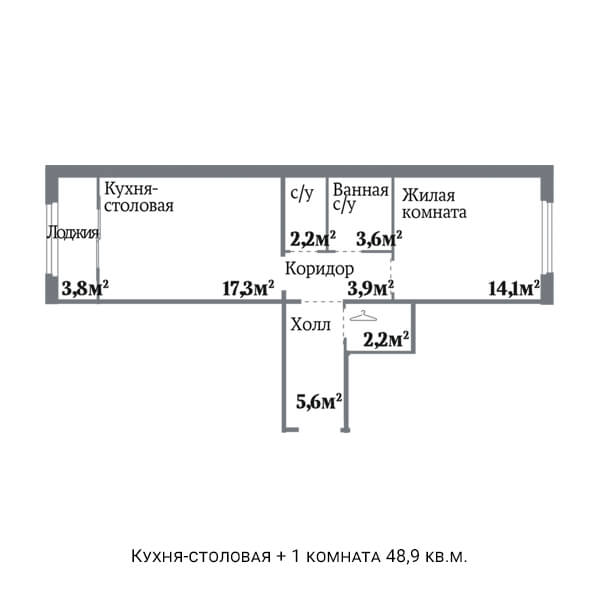 Кухня-
столовая
с/у
Ванная
с/у
Жилая
комната
Лоджия
2,2м²
3,6м²
Коридор
3,8м²
17,3м²
3,9м²
14,1м²
Холл
2,2м²
5,6м²
Кухня-столовая + 1 комната 48,9 кв.м.